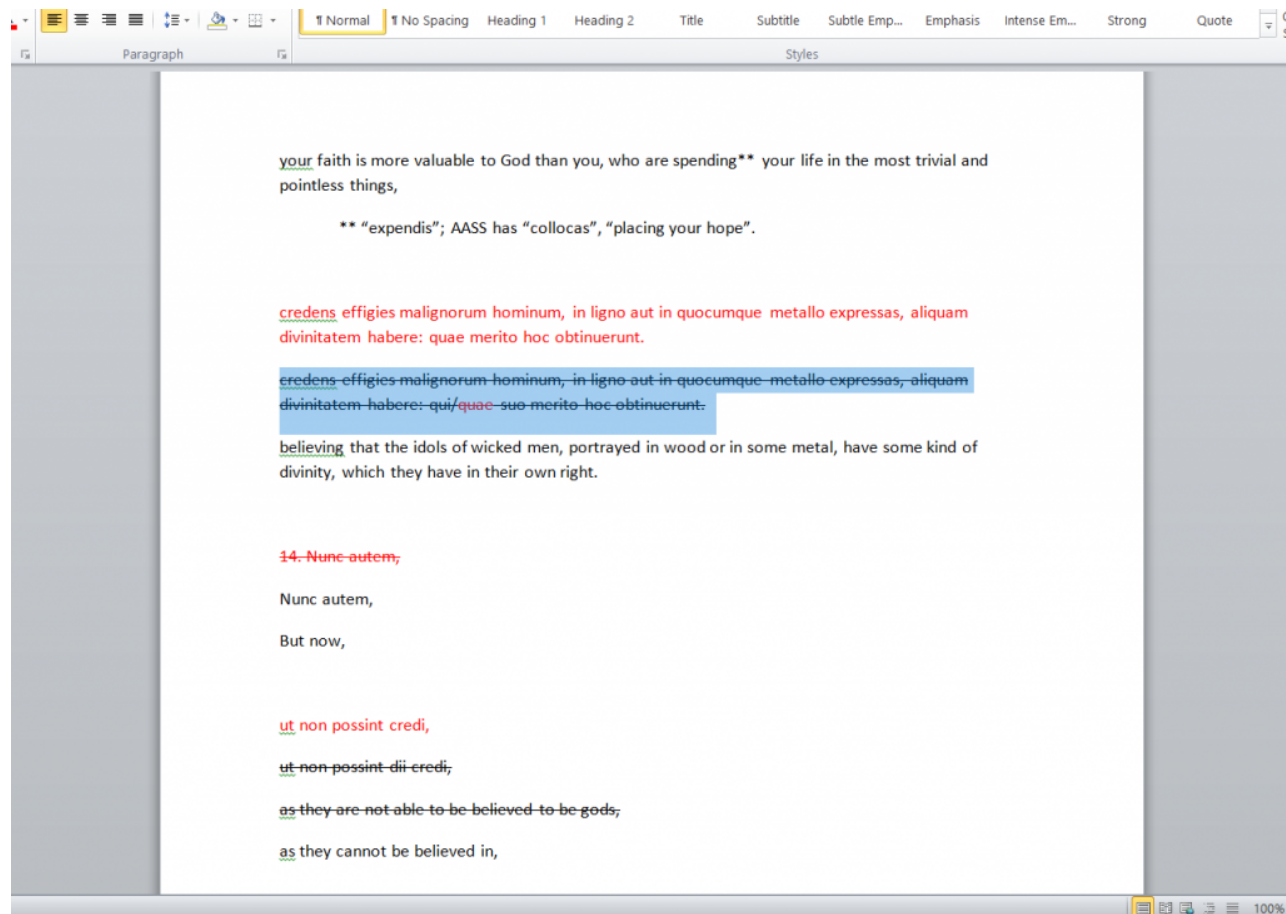 ¶ Normal ¶ No Spacing Heading 1 Heading 2 Title Subtitle Subtle Emp... Emphasis Intense Em... Strong Quote
Paragraph Styles
your faith is more valuable to God than you, who are spending** your life in the most trivial and
pointless things,
** “expendis”; AASS has “collocas”, “placing your hope”.
credens effigies malignorum hominum, in ligno aut in quocumque metallo expressas, aliquam
divinitatem habere: quae merito hoc obtinuerunt.
credens effigies malignorum hominum, in ligno aut in quocumque metallo expressas, aliquam
divinitatem habere: qui/quae suo merito hoc obtinuerunt.
believing that the idols of wicked men, portrayed in wood or in some metal, have some kind of
divinity, which they have in their own right.
14. Nunc autem,
Nunc autem,
But now,
ut non possint credi,
ut non possint dii credi,
as they are not able to be believed to be gods,
as they cannot be believed in,
100%